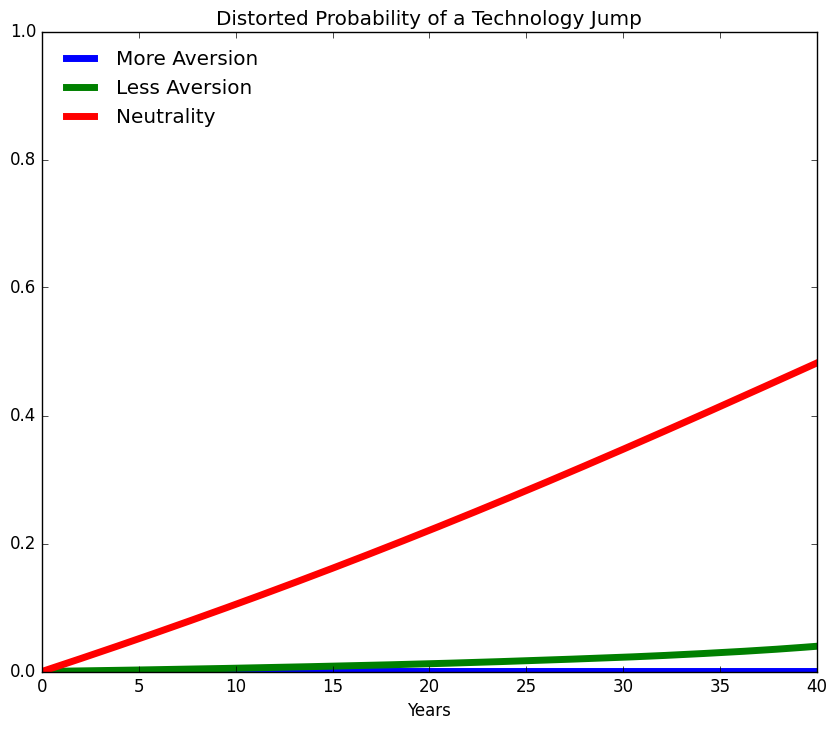 Distorted Probability of a Technology Jump
1.0
More Aversion
Less Aversion
Neutrality
0.8
0.6
0.4
0.2
0.0
0 5 10 15 20 25 30 35 40
Years